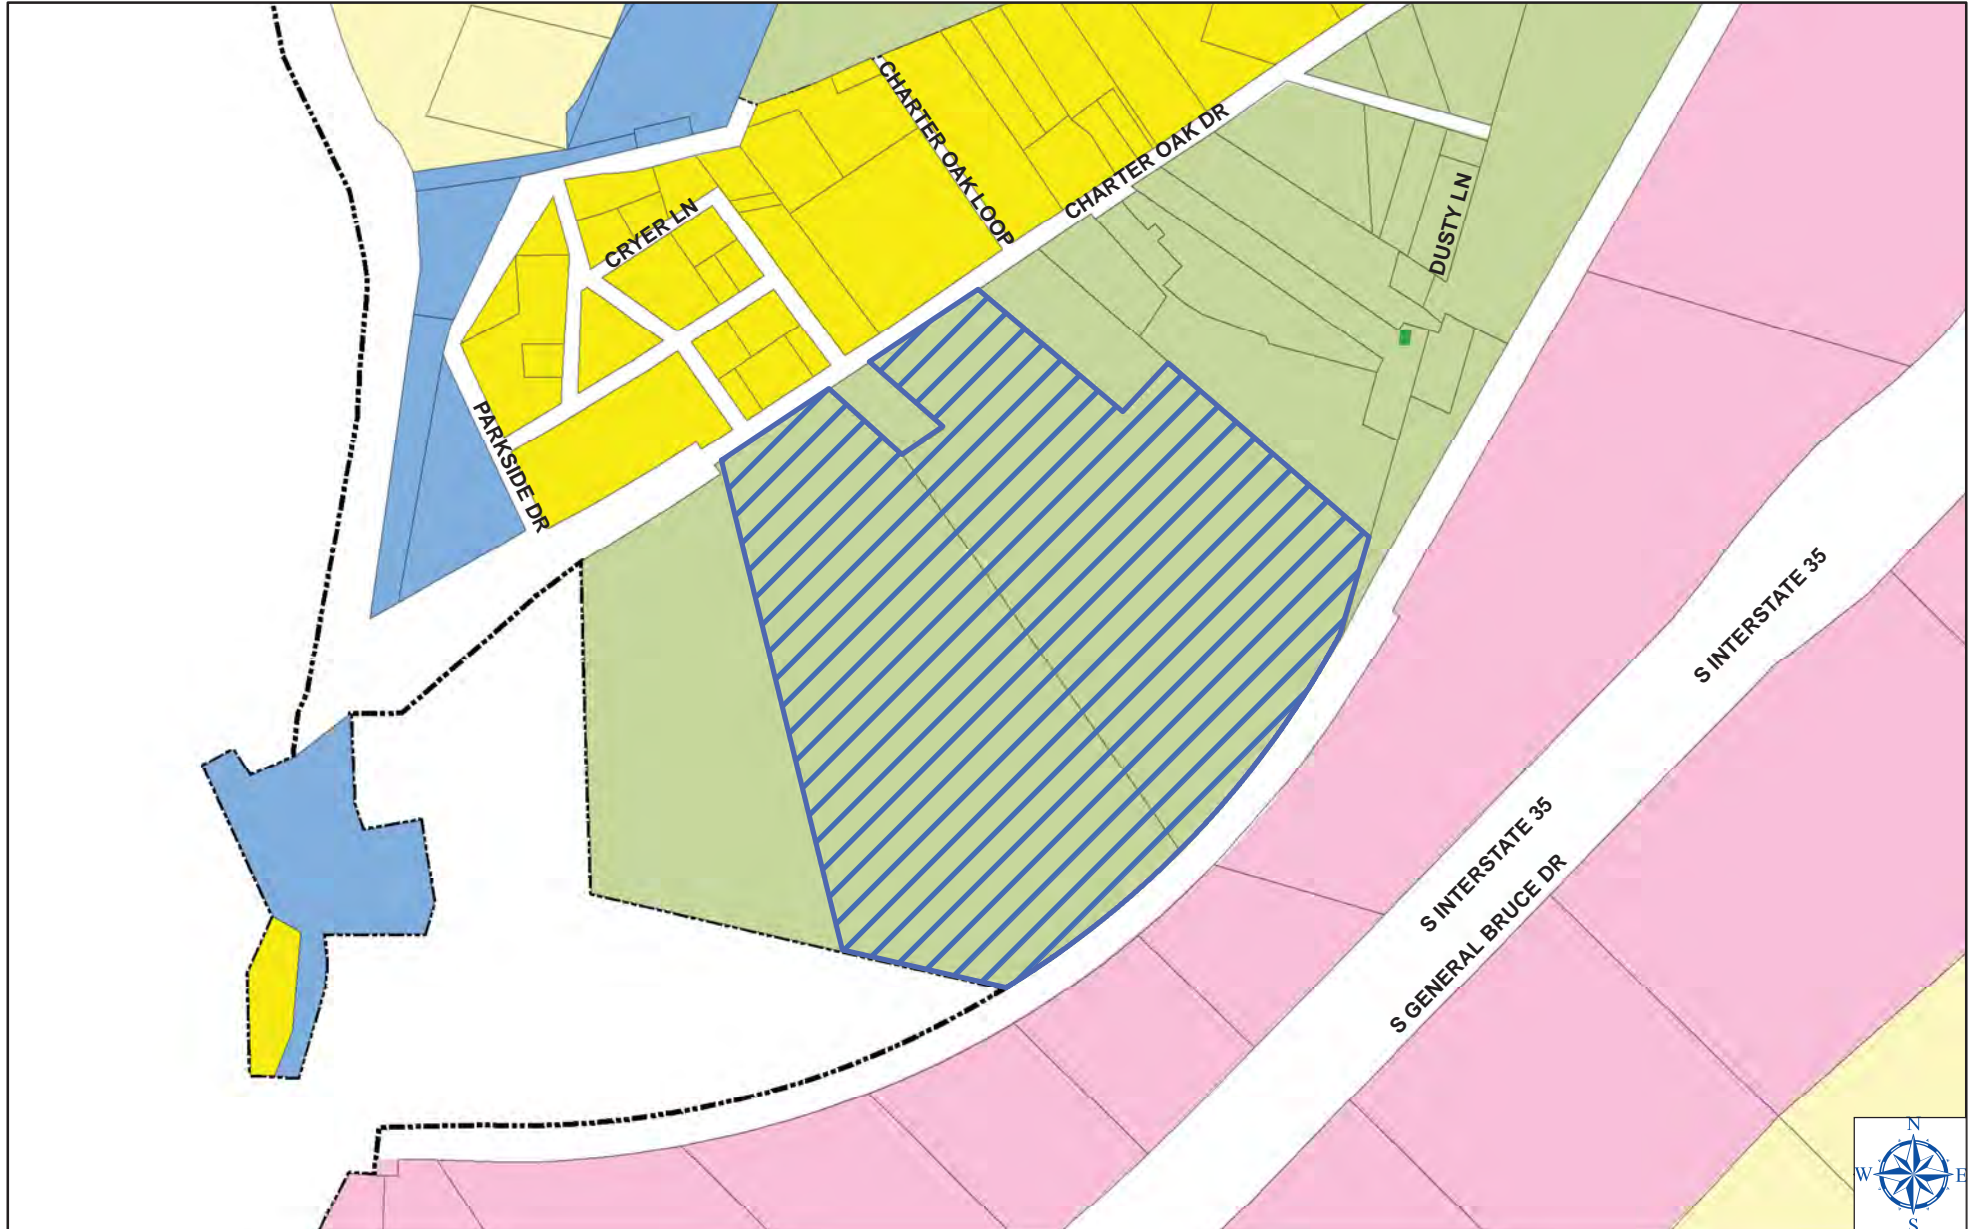 CHARTER OAK LOOP
CHARTER OAK DR
CRYER LN
DUSTY LN
PARKSIDE DR
S INTERSTATE 35
S INTERSTATE 35
S GENERAL BRUCE DR
N
W E
S